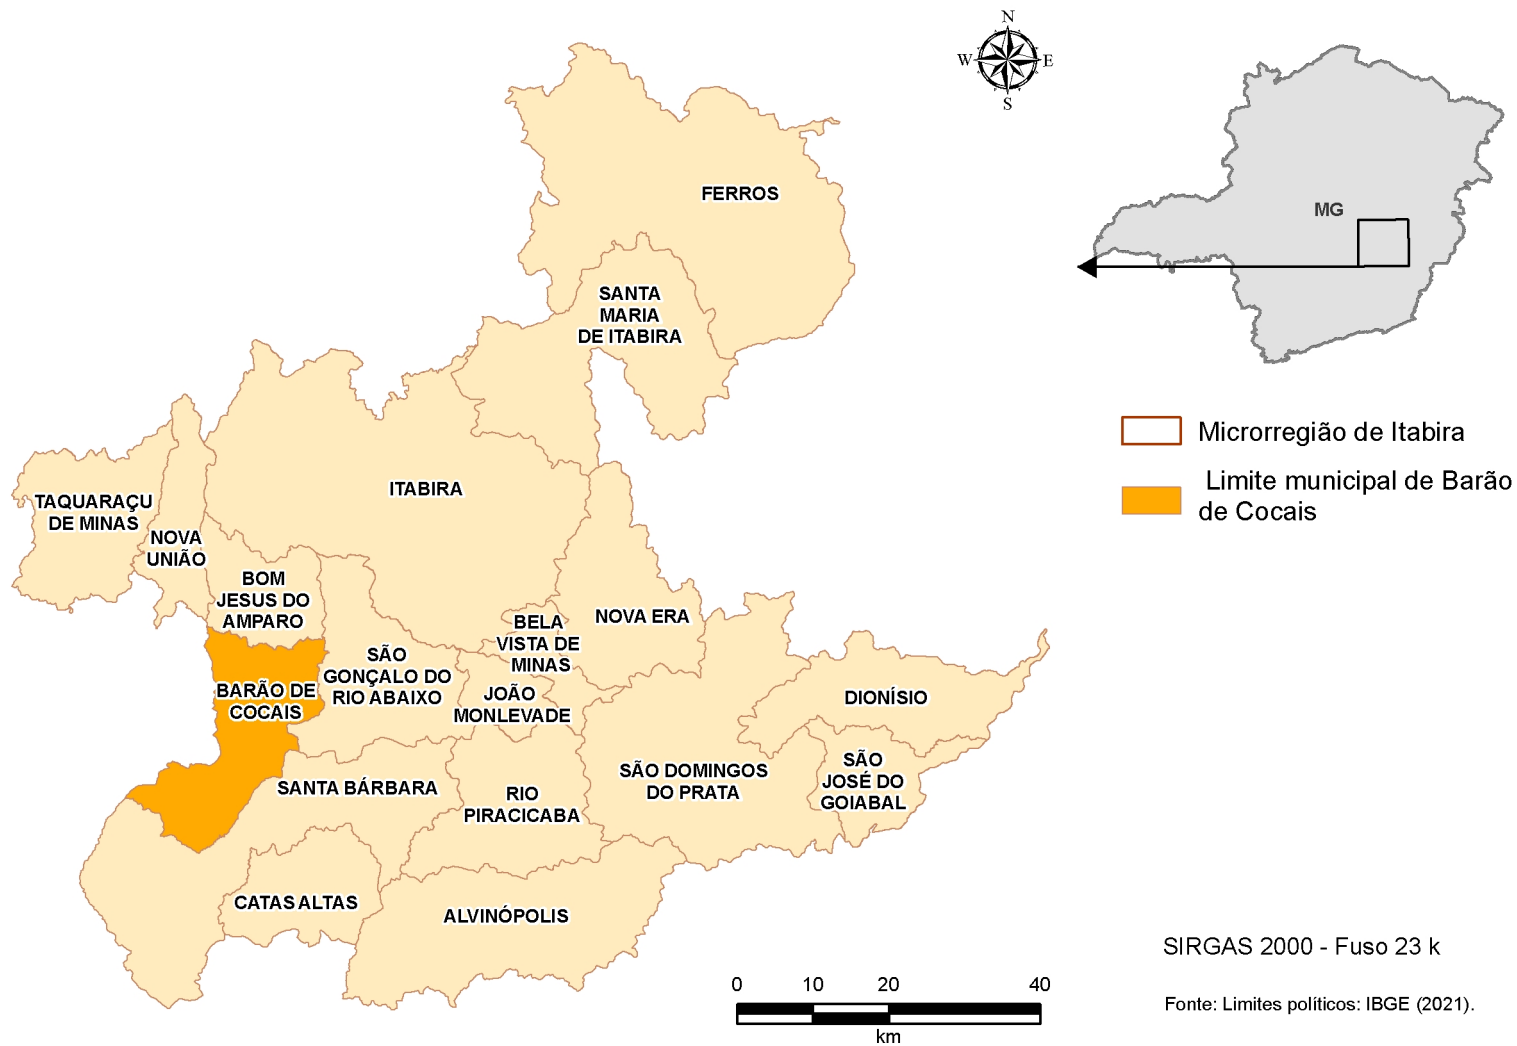 N
W
E
S
FERROS
MG
SANTA
MARIA
DE ITABIRA
Microrregião de Itabira
Limite municipal de Barão
de Cocais
ITABIRA
TAQUARAÇU
DE MINAS
NOVA
UNIÃO
BOM
JESUS DO
AMPARO
BELA
VISTA DE
MINAS
NOVA ERA
SÃO
GONÇALO DO
RIO ABAIXO
BARÃO DE
COCAIS
JOÃO
MONLEVADE
DIONÍSIO
SANTA BÁRBARA
RIO
PIRACICABA
SÃO DOMINGOS
DO PRATA
SÃO
JOSÉ DO
GOIABAL
CATAS ALTAS
ALVINÓPOLIS
SIRGAS 2000 - Fuso 23 k
0 10 20 40
km
Fonte: Limites políticos: IBGE (2021).